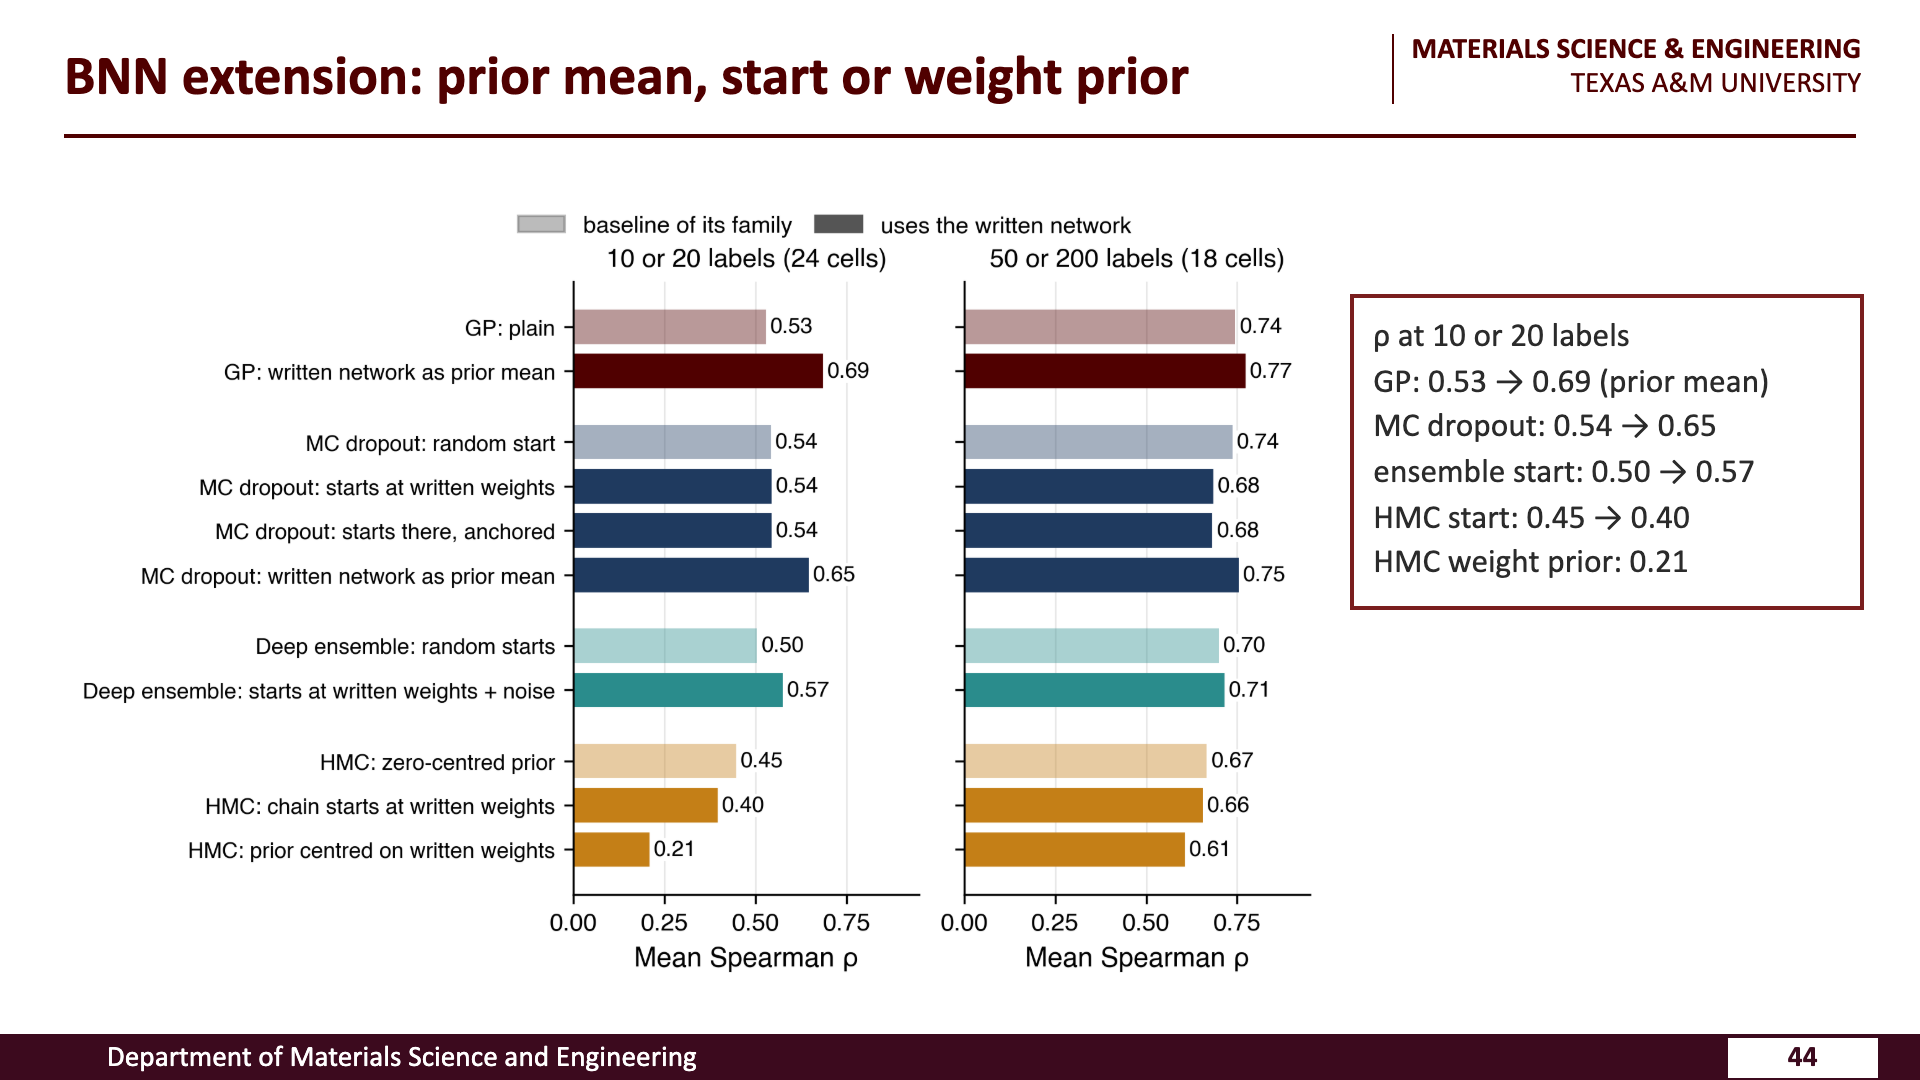 BNN extension: prior mean, start or weight prior
MATERIALS SCIENCE & ENGINEERING
TEXAS A&M UNIVERSITY
baseline of its family
uses the written network
10 or 20 labels (24 cells)
50 or 200 labels (18 cells)
GP: plain 0.53 0.74
GP: written network as prior mean 0.69 0.77
MC dropout: random start 0.54 0.74
MC dropout: starts at written weights 0.54 0.68
MC dropout: starts there, anchored 0.54 0.68
MC dropout: written network as prior mean 0.65 0.75
Deep ensemble: random starts 0.50 0.70
Deep ensemble: starts at written weights + noise 0.57 0.71
HMC: zero-centred prior 0.45 0.67
HMC: chain starts at written weights 0.40 0.66
HMC: prior centred on written weights 0.21 0.61
0.00 0.25 0.50 0.75
0.00 0.25 0.50 0.75
Mean Spearman ρ
Mean Spearman ρ
ρ at 10 or 20 labels
GP: 0.53 → 0.69 (prior mean)
MC dropout: 0.54 → 0.65
ensemble start: 0.50 → 0.57
HMC start: 0.45 → 0.40
HMC weight prior: 0.21
Department of Materials Science and Engineering
44